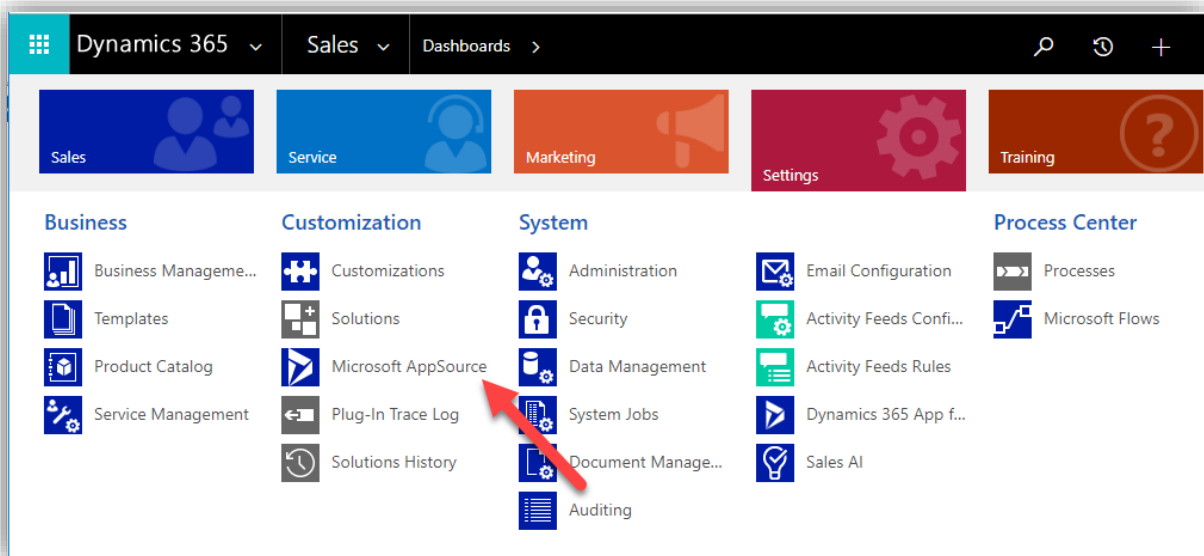 Dynamics 365
Sales
Dashboards
Sales
Service
Marketing
Settings
Training
Business
Business Manageme...
Templates
Product Catalog
Service Management
Customization
Customizations
Solutions
Microsoft AppSource
Plug-In Trace Log
Solutions History
System
Administration
Security
Data Management
System Jobs
Document Manage...
Auditing
Email Configuration
Activity Feeds Confi...
Activity Feeds Rules
Dynamics 365 App f...
Sales AI
Process Center
Processes
Microsoft Flows